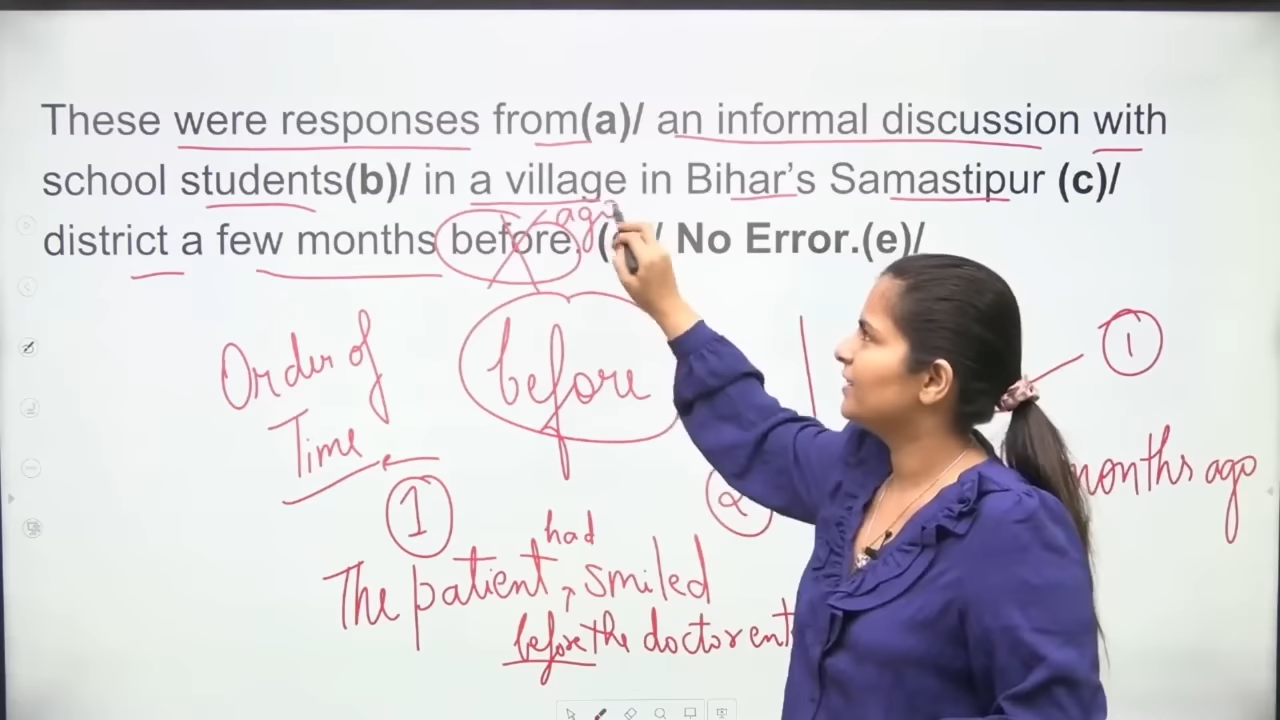 These were responses from(a)/ an informal discussion with
school students(b)/ in a village in Bihar's Samastipur (c)/
ago
district a few months before. ( / No Error.(e)/
Order of
Time
before
1
1
2
months ago
had
The patient smiled
before the doctor ent